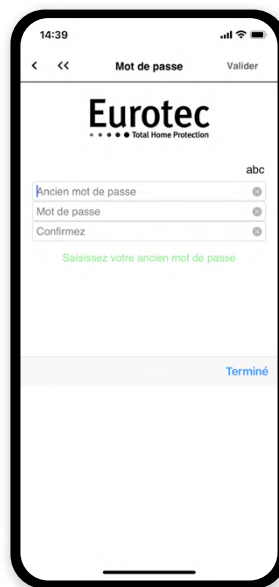 14:39
< << Mot de passe Valider
Eurotec
Total Home Protection
abc
Ancien mot de passe
Mot de passe
Confirmez
Saisissez votre ancien mot de passe
Terminé